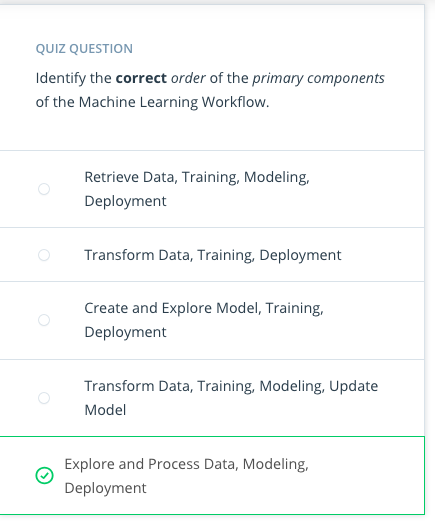 QUIZ QUESTION
Identify the correct order of the primary components
of the Machine Learning Workflow.
Retrieve Data, Training, Modeling,
Deployment
Transform Data, Training, Deployment
Create and Explore Model, Training,
Deployment
Transform Data, Training, Modeling, Update
Model
Explore and Process Data, Modeling,
Deployment